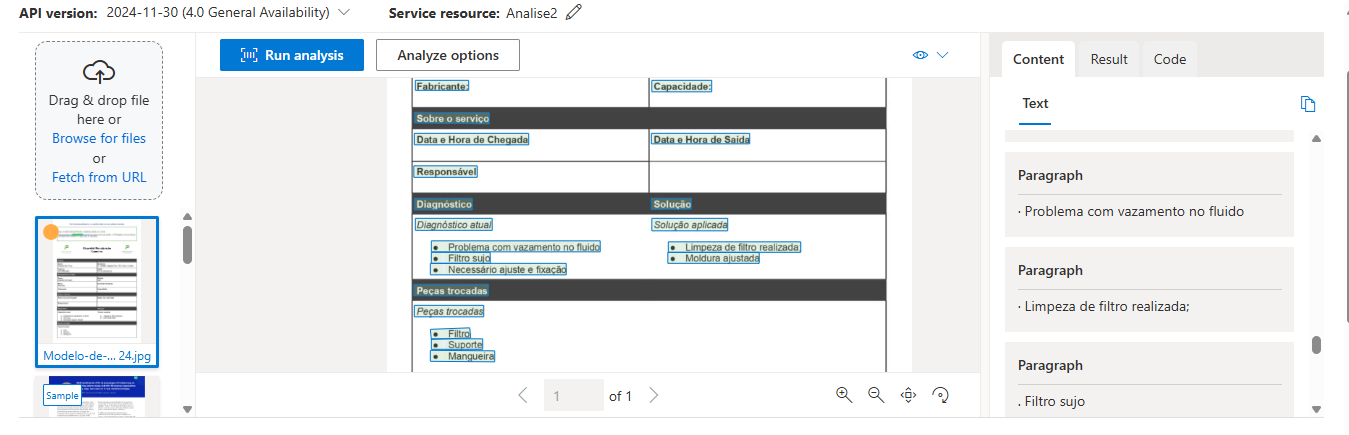 API version: 2024-11-30 (4.0 General Availability) Service resource: Analise2
Drag & drop file
here or
Browse for files
or
Fetch from URL
Modelo-de-... 24.jpg
Sample
Run analysis
Analyze options
Fabricante: Capacidade:
Sobre o serviço
Data e Hora de Chegada Data e Hora de Saída
Responsável
Diagnóstico Solução
Diagnóstico atual Solução aplicada
● Problema com vazamento no fluido ● Limpeza de filtro realizada
● Filtro sujo ● Moldura ajustada
● Necessário ajuste e fixação
Peças trocadas
Peças trocadas
● Filtro
● Suporte
● Mangueira
1 of 1
Content Result Code
Text
Paragraph
· Problema com vazamento no fluido
Paragraph
· Limpeza de filtro realizada;
Paragraph
. Filtro sujo